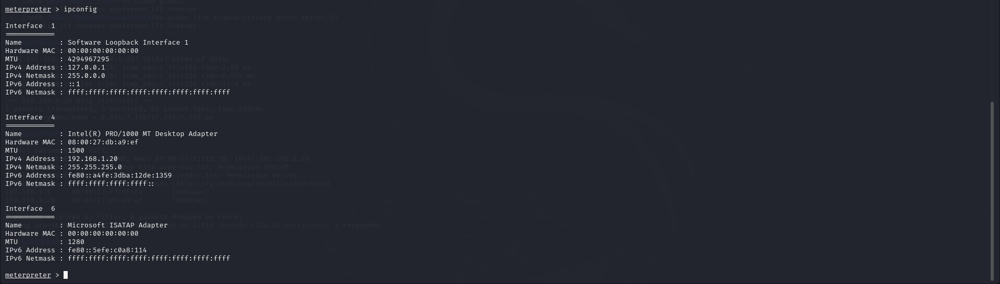 meterpreter > ipconfig
Interface  1
============
Name         : Software Loopback Interface 1
Hardware MAC : 00:00:00:00:00:00
MTU          : 4294967295
IPv4 Address : 127.0.0.1
IPv4 Netmask : 255.0.0.0
IPv6 Address : ::1
IPv6 Netmask : ffff:ffff:ffff:ffff:ffff:ffff:ffff:ffff
Interface  4
============
Name         : Intel(R) PRO/1000 MT Desktop Adapter
Hardware MAC : 08:00:27:db:a9:ef
MTU          : 1500
IPv4 Address : 192.168.1.20
IPv4 Netmask : 255.255.255.0
IPv6 Address : fe80::a4fe:3dba:12de:1359
IPv6 Netmask : ffff:ffff:ffff:ffff::
Interface  6
============
Name         : Microsoft ISATAP Adapter
Hardware MAC : 00:00:00:00:00:00
MTU          : 1280
IPv6 Address : fe80::5efe:c0a8:114
IPv6 Netmask : ffff:ffff:ffff:ffff:ffff:ffff:ffff:ffff
meterpreter >